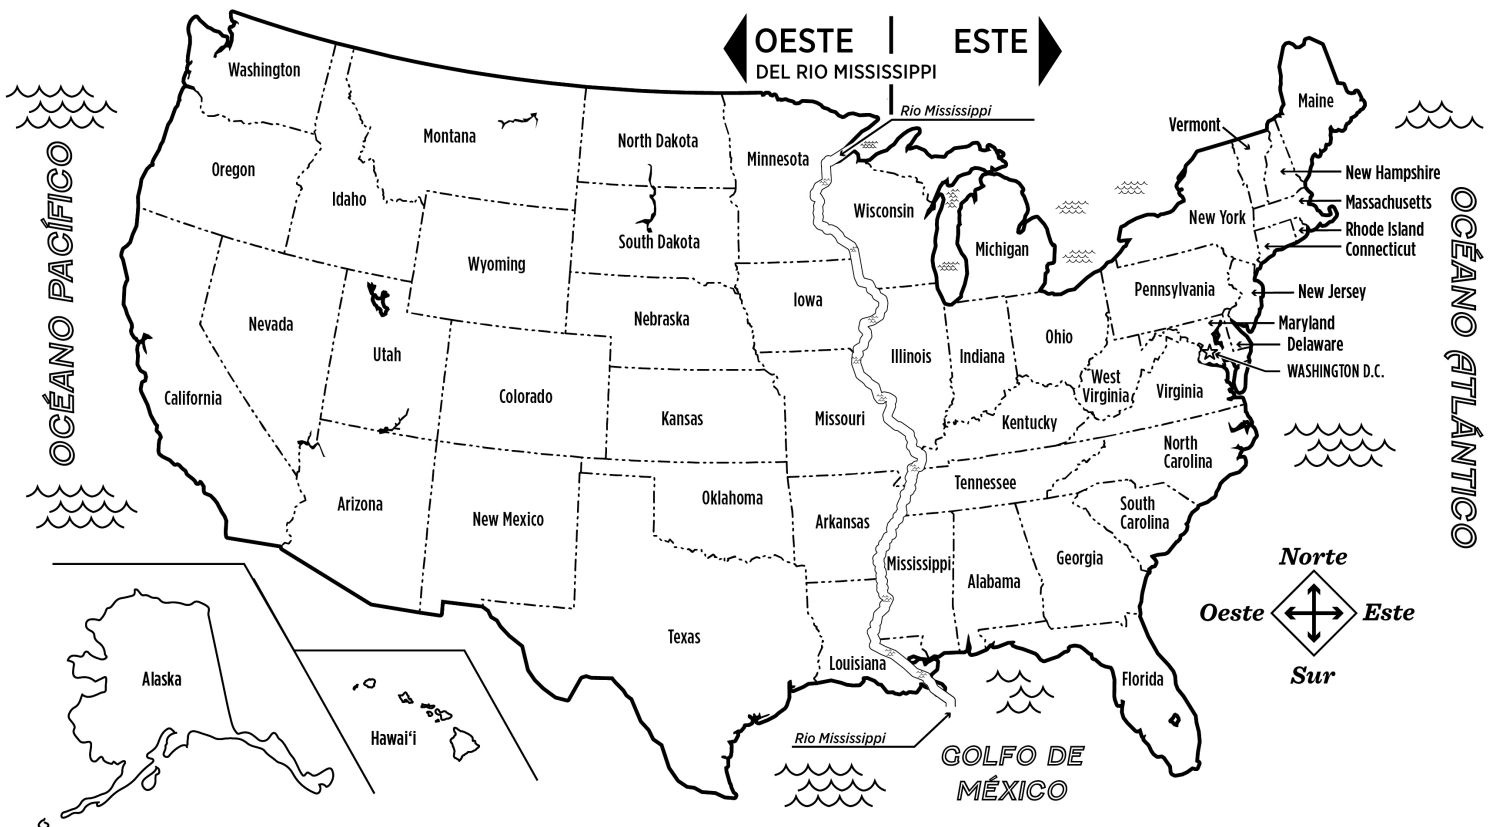 OESTE
ESTE
DEL RIO MISSISSIPPI
Rio Mississippi
Washington
Montana
North Dakota
Minnesota
Maine
Vermont
Oregon
Idaho
New Hampshire
Massachusetts
Wisconsin
New York
Rhode Island
Connecticut
South Dakota
Michigan
Wyoming
Pennsylvania
New Jersey
Iowa
Nebraska
Nevada
Utah
Illinois
Indiana
Ohio
Maryland
Delaware
WASHINGTON D.C.
West
Virginia
Virginia
California
Colorado
Kansas
Missouri
Kentucky
North
Carolina
Tennessee
Oklahoma
Arizona
New Mexico
Arkansas
South
Carolina
Mississippi
Alabama
Georgia
Texas
Louisiana
Florida
Alaska
Hawaiʻi
Rio Mississippi
OCÉANO PACÍFICO
OCÉANO ATLÁNTICO
GOLFO DE
MÉXICO
Norte
Oeste
Este
Sur